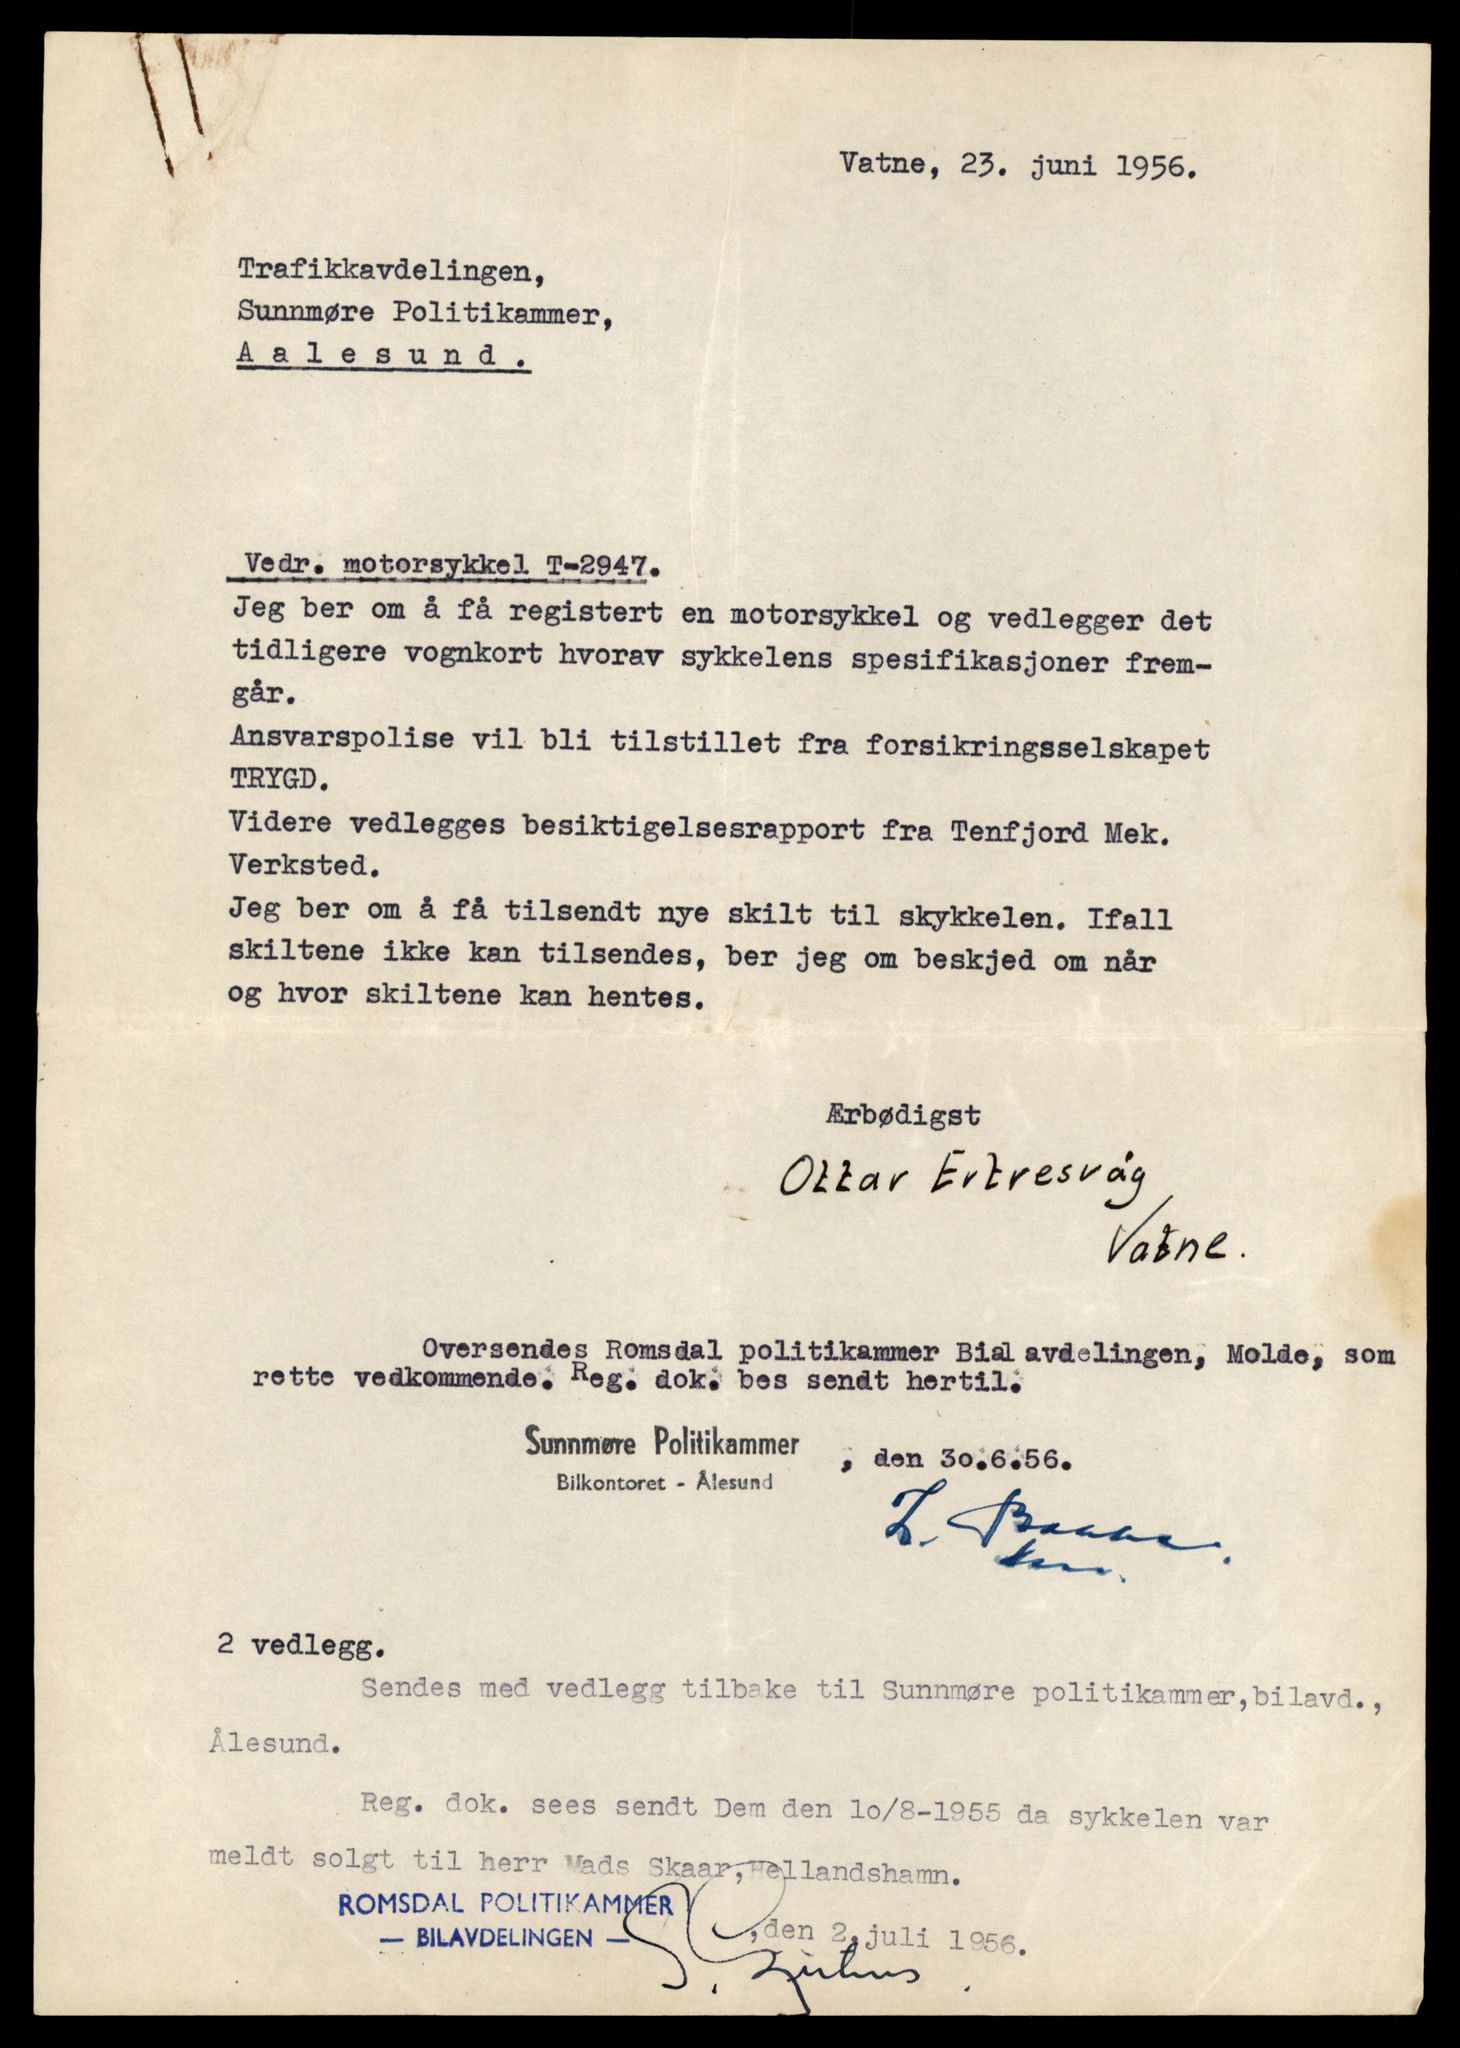 Vatne, 23. juni 1956.
Trafikkavdelingen,
Sunnmøre Politikammer,
A a l e s u n d .
Vedr. motorsykkel T-2947.
Jeg ber om å få registert en motorsykkel og vedlegger det
tidligere vognkort hvorav sykkelens spesifikasjoner frem-
går.
Ansvarspolise vil bli tilstillet fra forsikringsselskapet
TRYGD.
Videre vedlegges besiktigelsesrapport fra Tenfjord Mek.
Verksted.
Jeg ber om å få tilsendt nye skilt til skykkelen. Ifall
skiltene ikke kan tilsendes, ber jeg om beskjed om når
og hvor skiltene kan hentes.
Ærbødigst
Ottar Ertresvåg
Vatne.
Oversendes Romsdal politikammer Bial avdelingen, Molde, som
rette vedkommende. Reg. dok. bes sendt hertil.
Sunnmøre Politikammer , den 3o.6.56.
Bilkontoret - Ålesund
2 vedlegg.
Sendes med vedlegg tilbake til Sunnmøre politikammer,bilavd.,
Ålesund.
Reg. dok. sees sendt Dem den 1o/8-1955 da sykkelen var
meldt solgt til herr Mads Skaar,Hellandshamn.
ROMSDAL POLITIKAMMER
— BILAVDELINGEN — ,den 2.juli 1956.